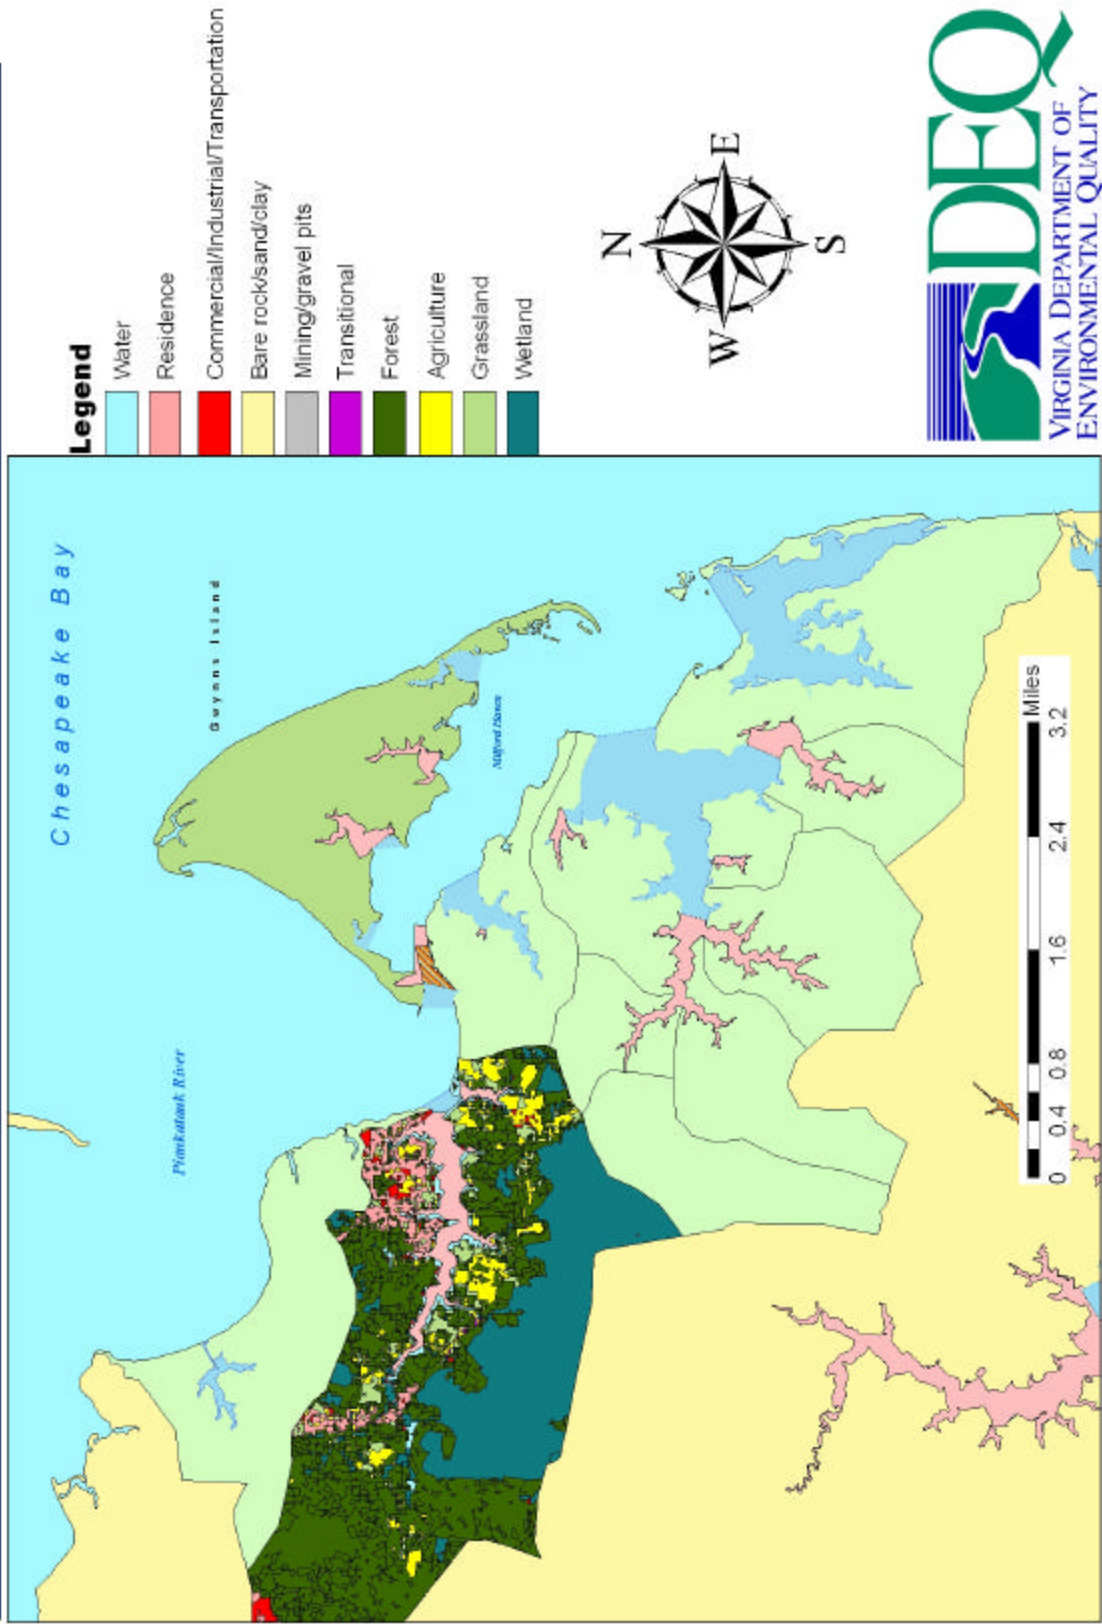 Chesapeake Bay
Gwynns Island
Piankatank River
Milford Haven
Legend
Water
Residence
Commercial/Industrial/Transportation
Bare rock/sand/clay
Mining/gravel pits
Transitional
Forest
Agriculture
Grassland
Wetland
N
W E
S
0 0.4 0.8 1.6 2.4 3.2
Miles
DEQ
VIRGINIA DEPARTMENT OF
ENVIRONMENTAL QUALITY